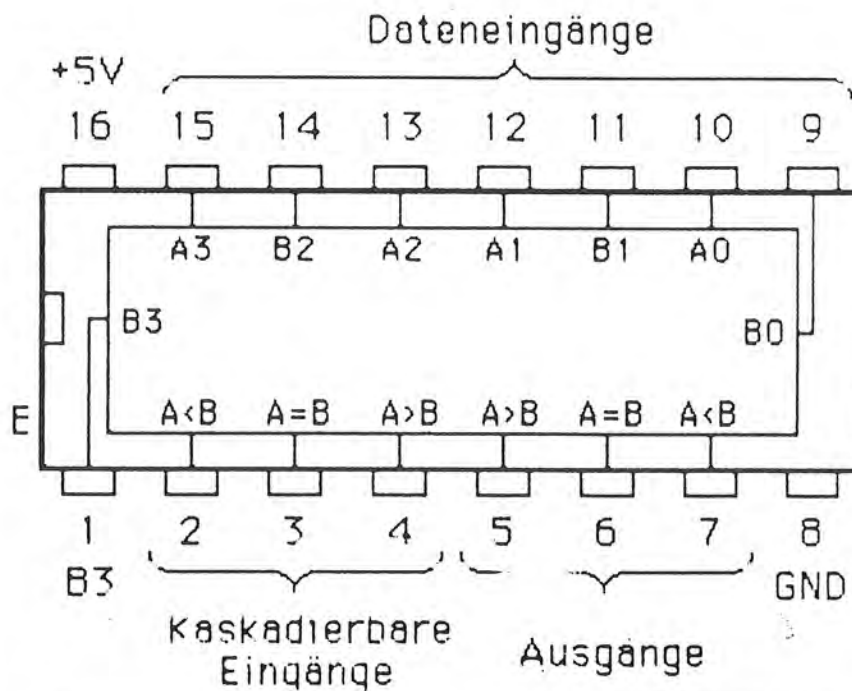 Dateneingänge
+5V
16 15 14 13 12 11 10 9
A3 B2 A2 A1 B1 A0
B3 B0
A<B A=B A>B A>B A=B A<B
E
1 2 3 4 5 6 7 8
B3 GND
Kaskadierbare
Eingänge
Ausgänge